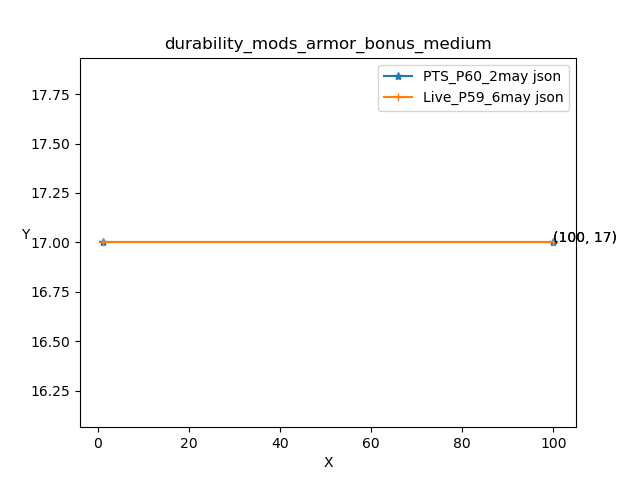 durability_mods_armor_bonus_medium
PTS_P60_2may json
Live_P59_6may json
17.75
17.50
17.25
Y
17.00
(100, 17)
16.75
16.50
16.25
0 20 40 60 80 100
X